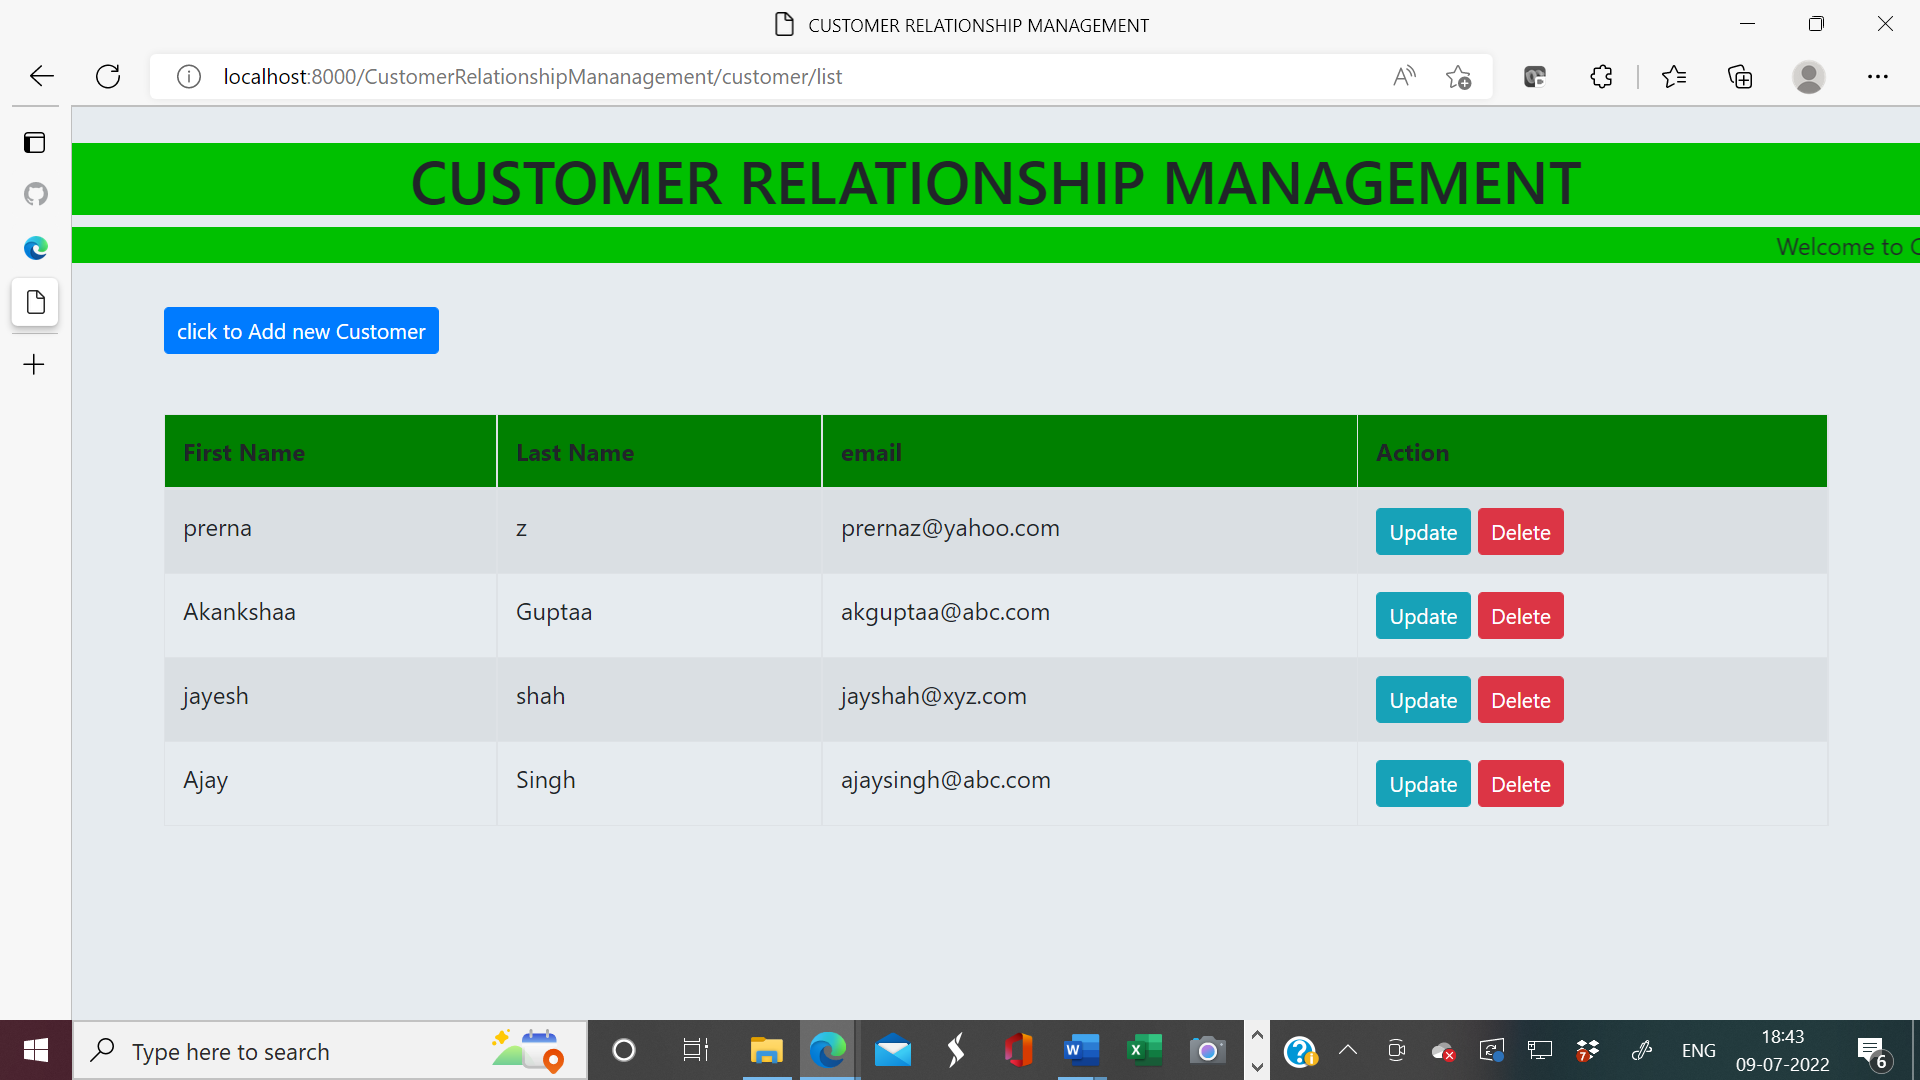 CUSTOMER RELATIONSHIP MANAGEMENT
localhost:8000/CustomerRelationshipMananagement/customer/list
CUSTOMER RELATIONSHIP MANAGEMENT
Welcome to C
click to Add new Customer
First Name Last Name email Action
prerna z prernaz@yahoo.com Update Delete
Akankshaa Guptaa akguptaa@abc.com Update Delete
jayesh shah jayshah@xyz.com Update Delete
Ajay Singh ajaysingh@abc.com Update Delete
Type here to search
ENG
18:43
09-07-2022
6
7